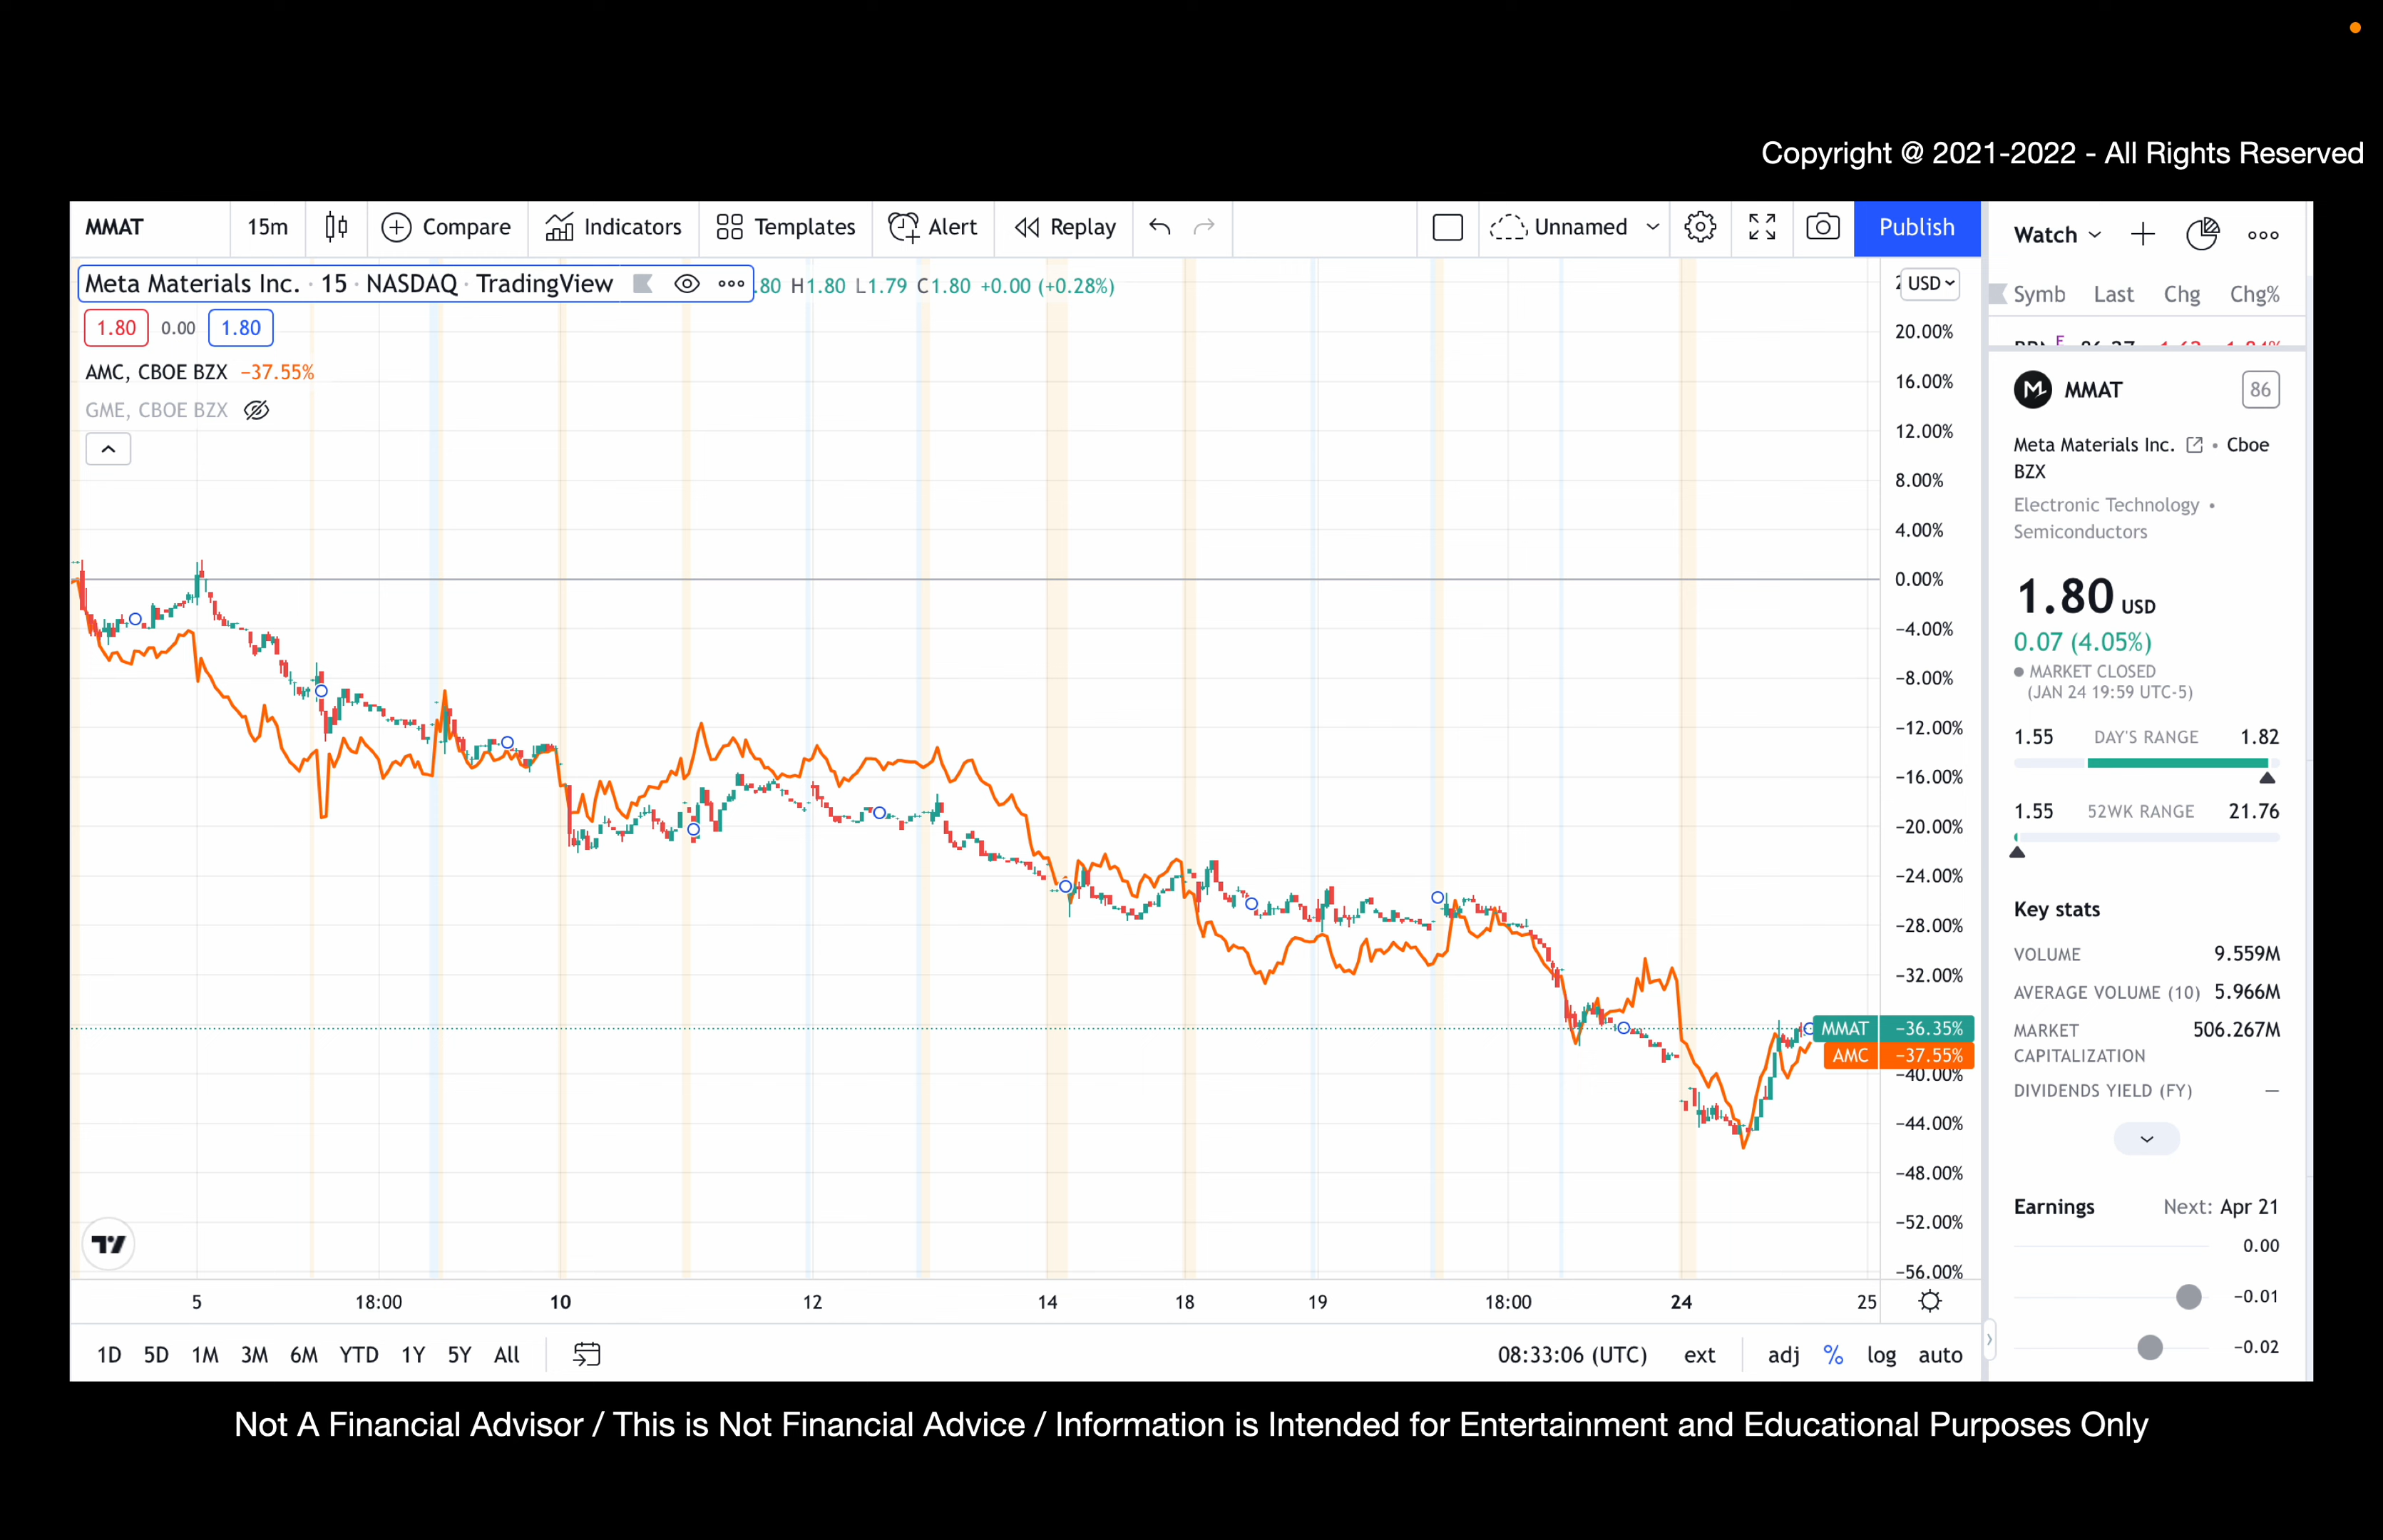 Copyright @ 2021-2022 - All Rights Reserved
MMAT 15m Compare Indicators Templates Alert Replay Unnamed Publish
Watch
Meta Materials Inc. · 15 · NASDAQ · TradingView .80 H1.80 L1.79 C1.80 +0.00 (+0.28%)
USD
Symb Last Chg Chg%
1.80 0.00 1.80
AMC, CBOE BZX −37.55%
GME, CBOE BZX
20.00%
16.00%
12.00%
8.00%
4.00%
0.00%
−4.00%
−8.00%
−12.00%
−16.00%
−20.00%
−24.00%
−28.00%
−32.00%
MMAT −36.35%
AMC −37.55%
−40.00%
−44.00%
−48.00%
−52.00%
−56.00%
5 18:00 10 12 14 18 19 18:00 24 25
1D 5D 1M 3M 6M YTD 1Y 5Y All 08:33:06 (UTC) ext adj % log auto
MMAT 86
Meta Materials Inc. • Cboe
BZX
Electronic Technology •
Semiconductors
1.80 USD
0.07 (4.05%)
MARKET CLOSED
(JAN 24 19:59 UTC-5)
1.55 DAY'S RANGE 1.82
1.55 52WK RANGE 21.76
Key stats
VOLUME 9.559M
AVERAGE VOLUME (10) 5.966M
MARKET 506.267M
CAPITALIZATION
DIVIDENDS YIELD (FY) —
Earnings Next: Apr 21
0.00
−0.01
−0.02
Not A Financial Advisor / This is Not Financial Advice / Information is Intended for Entertainment and Educational Purposes Only